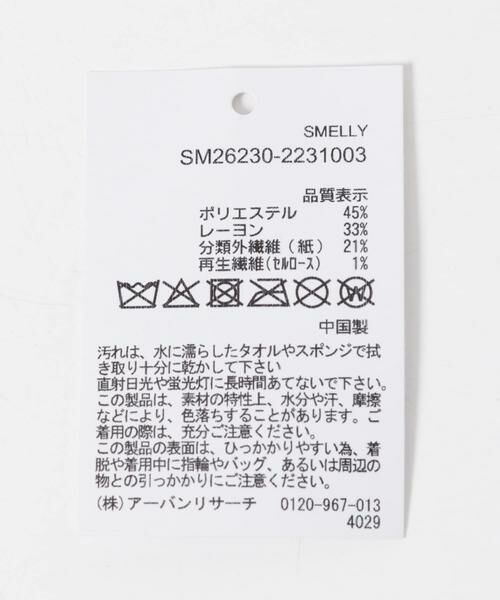 SMELLY
SM26230-2231003
品質表示
ポリエステル 45%
レーヨン 33%
分類外繊維(紙) 21%
再生繊維(ｾﾙﾛｰｽ) 1%
中国製
汚れは、水に濡らしたタオルやスポンジで拭
き取り十分に乾かして下さい
直射日光や蛍光灯に長時間あてないで下さい。
この製品は、素材の特性上、水分や汗、摩擦
などにより、色落ちすることがあります。ご
着用の際は、充分ご注意ください。
この製品の表面は、ひっかかりやすい為、着
脱や着用中に指輪やバッグ、あるいは周辺の
物との引っかかりにご注意ください。
(株)アーバンリサーチ 0120-967-013
4029